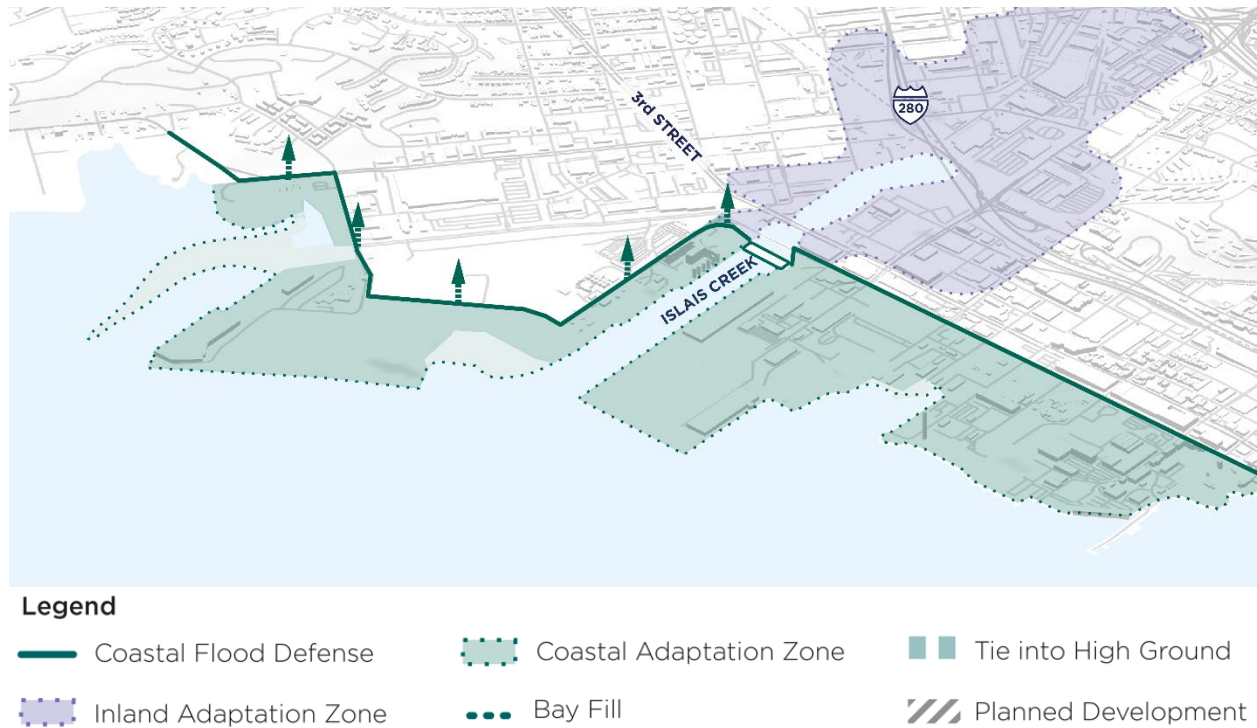 280
3rd STREET
ISLAIS CREEK
Legend
Coastal Flood Defense
Coastal Adaptation Zone
Tie into High Ground
Inland Adaptation Zone
Bay Fill
Planned Development